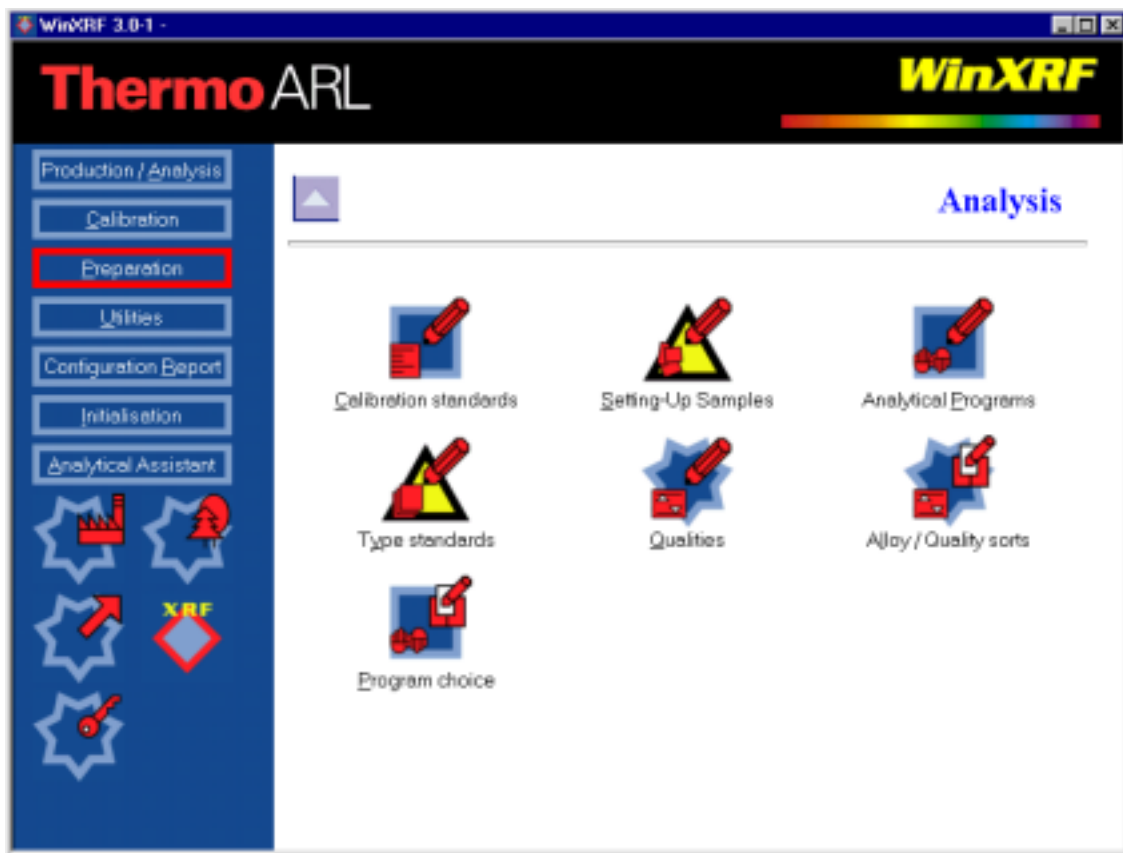 WinXRF 3.0-1 -
Thermo ARL
WinXRF
Production / Analysis
Calibration
Preparation
Utilities
Configuration Report
Initialisation
Analytical Assistant
XRF
Analysis
Calibration standards
Setting-Up Samples
Analytical Programs
Type standards
Qualities
Alloy / Quality sorts
Program choice